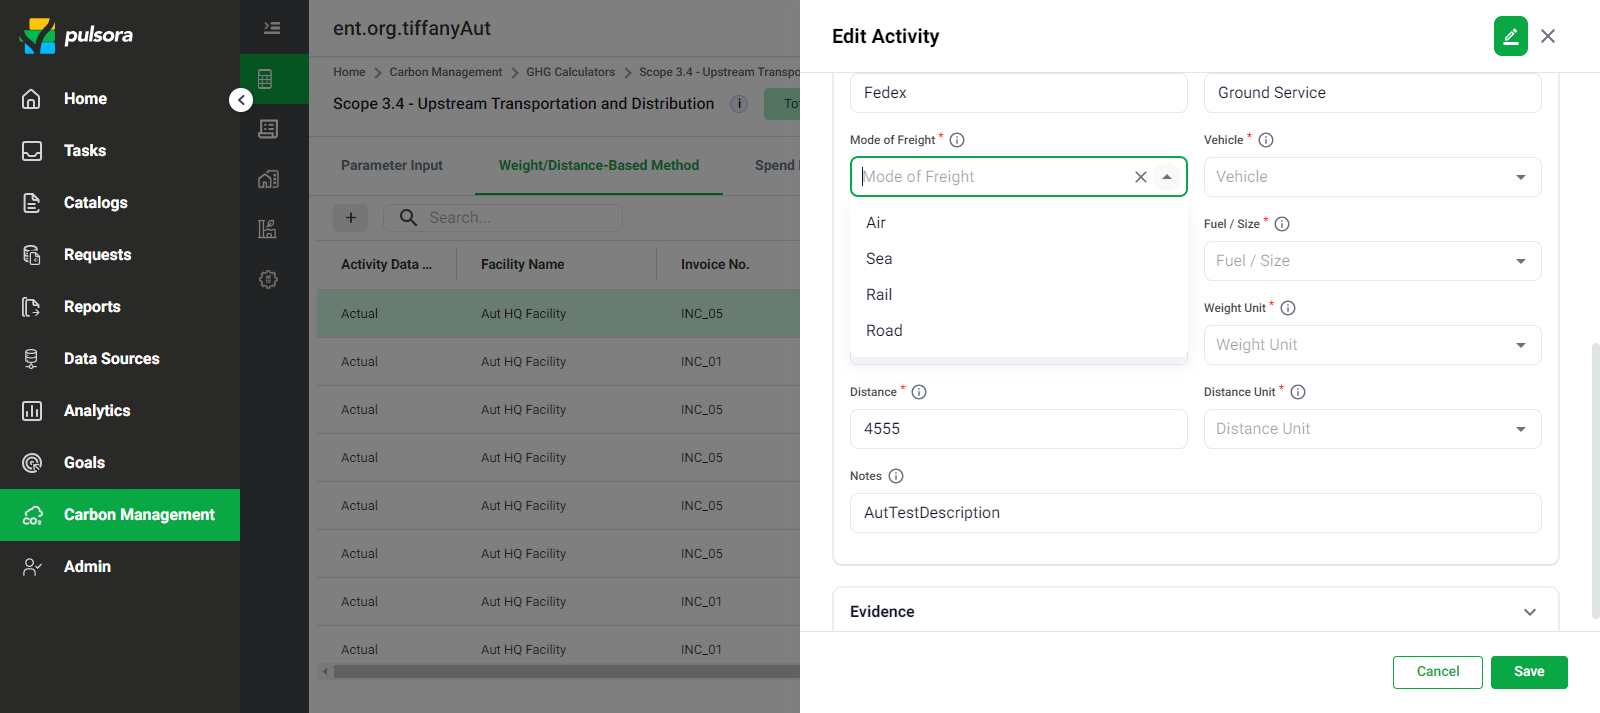 pulsora
Home
Tasks
Catalogs
Requests
Reports
Data Sources
Analytics
Goals
Carbon Management
Admin
ent.org.tiffanyAut
Home > Carbon Management > GHG Calculators > Scope 3.4 - Upstream Transpo
Scope 3.4 - Upstream Transportation and Distribution
To
Parameter Input Weight/Distance-Based Method Spend
+ Search...
Activity Data ... Facility Name Invoice No.
Actual Aut HQ Facility INC_05
Actual Aut HQ Facility INC_01
Actual Aut HQ Facility INC_05
Actual Aut HQ Facility INC_05
Actual Aut HQ Facility INC_05
Actual Aut HQ Facility INC_05
Actual Aut HQ Facility INC_01
Actual Aut HQ Facility INC_01
Edit Activity
Fedex Ground Service
Mode of Freight * Vehicle *
Mode of Freight Vehicle
Air
Sea
Rail
Road
Fuel / Size *
Fuel / Size
Weight Unit *
Weight Unit
Distance * Distance Unit *
4555 Distance Unit
Notes
AutTestDescription
Evidence
Cancel Save